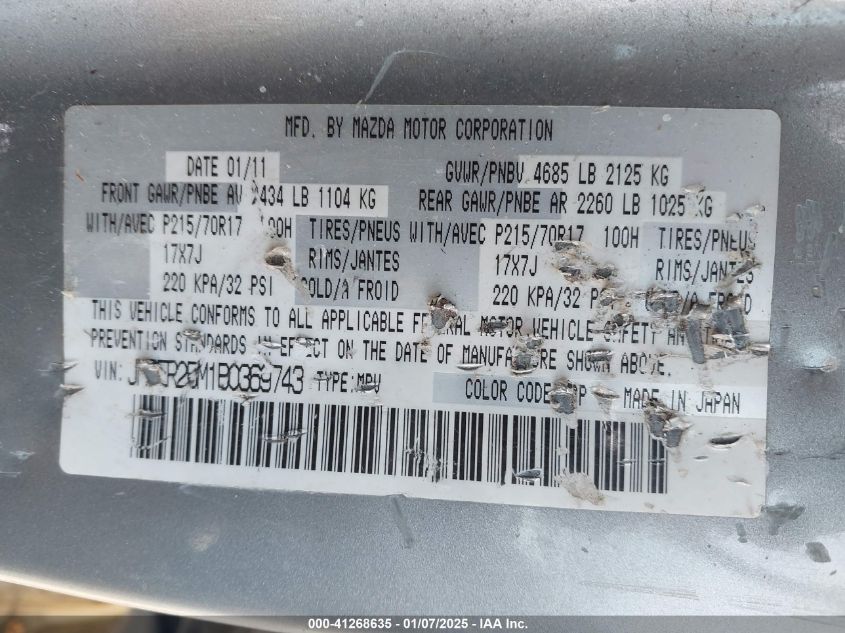 MFD. BY MAZDA MOTOR CORPORATION
DATE 01/11 GVWR/PNBV 4685 LB 2125 KG
FRONT GAWR/PNBE AV 434 LB 1104 KG REAR GAWR/PNBE AR 2260 LB 1025 KG
WITH/AVEC P215/70R17 100H TIRES/PNEUS WITH/AVEC P215/70R17 100H TIRES/PNEUS
17X7J RIMS/JANTES 17X7J RIMS/JANTES
220 KPA/32 PSI COLD/A FROID 220 KPA/32 /A FROID
THIS VEHICLE CONFORMS TO ALL APPLICABLE FEDERAL MOTOR VEHICLE SAFETY AND
PREVENTION STANDARDS IN EFFECT ON THE DATE OF MANUFACTURE SHOWN ABOVE.
VIN: TYPE:MPV COLOR CODE MADE IN JAPAN
000-41268635 - 01/07/2025 - IAA Inc.